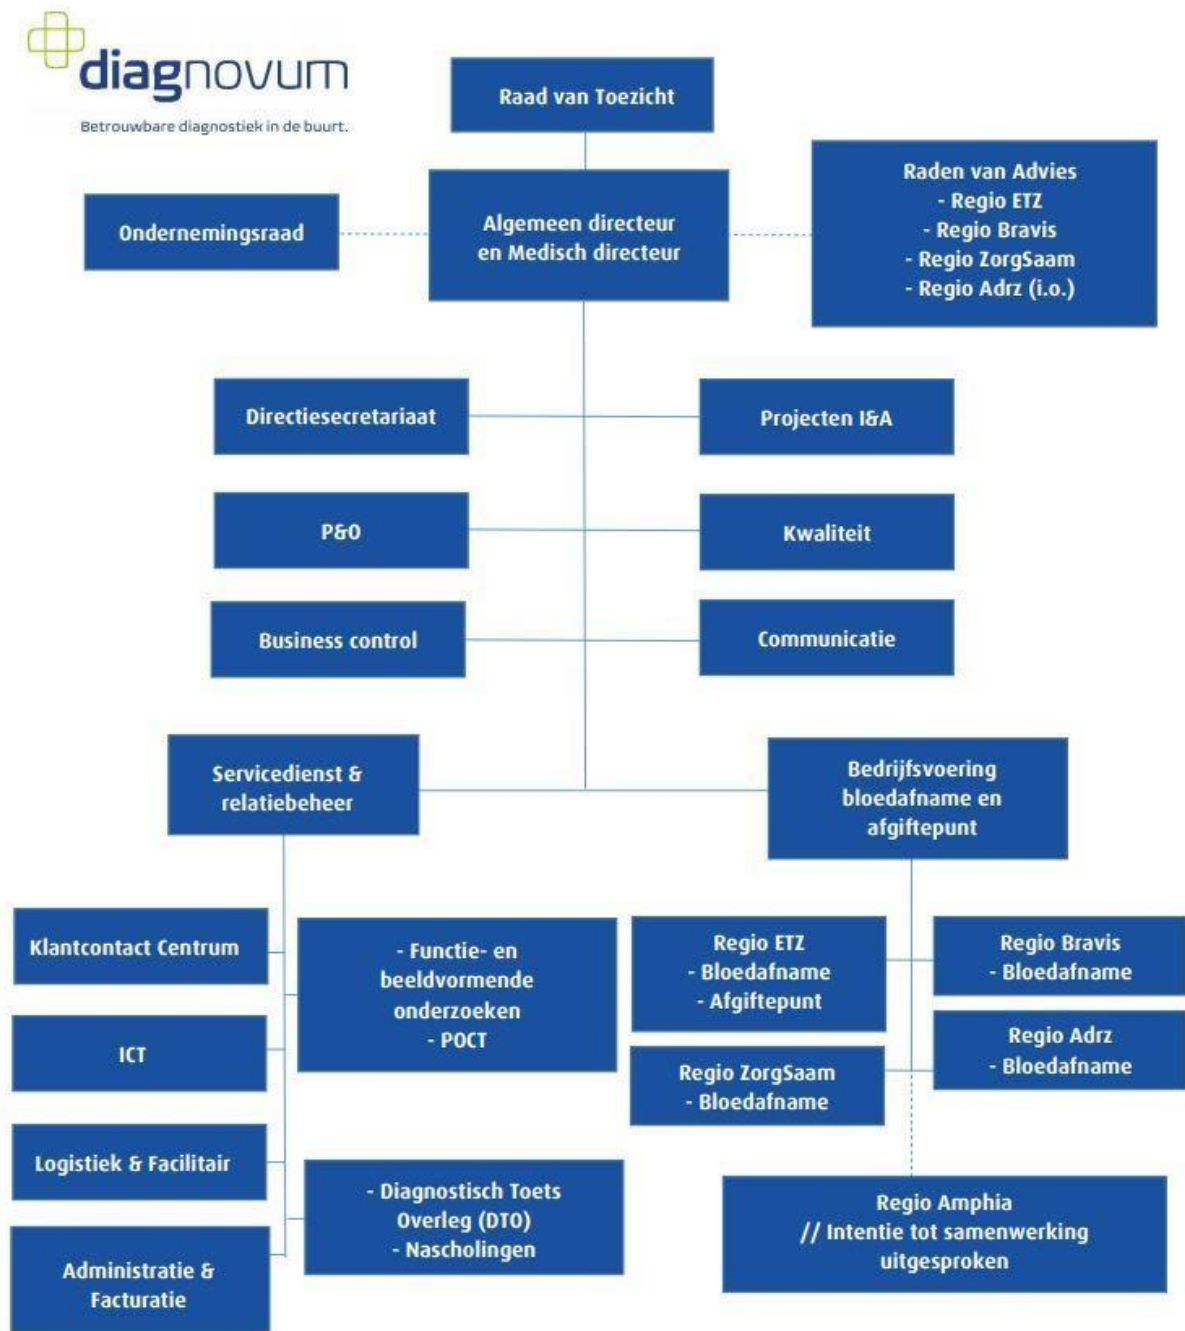 diagnovum
Betrouwbare diagnostiek in de buurt.
Raad van Toezicht
Ondernemingsraad
Algemeen directeur
en Medisch directeur
Raden van Advies
- Regio ETZ
- Regio Bravis
- Regio ZorgSaam
- Regio Adrz (i.o.)
Directiesecretariaat
Projecten I&A
P&O
Kwaliteit
Business control
Communicatie
Servicedienst &
relatiebeheer
Bedrijfsvoering
bloedafname en
afgiftepunt
Klantcontact Centrum
- Functie- en
beeldvormende
onderzoeken
- POCT
Regio ETZ
- Bloedafname
- Afgiftepunt
Regio Bravis
- Bloedafname
ICT
Regio ZorgSaam
- Bloedafname
Regio Adrz
- Bloedafname
Logistiek & Facilitair
- Diagnostisch Toets
Overleg (DTO)
- Nascholingen
Regio Amphia
// Intentie tot samenwerking
uitgesproken
Administratie &
Facturatie